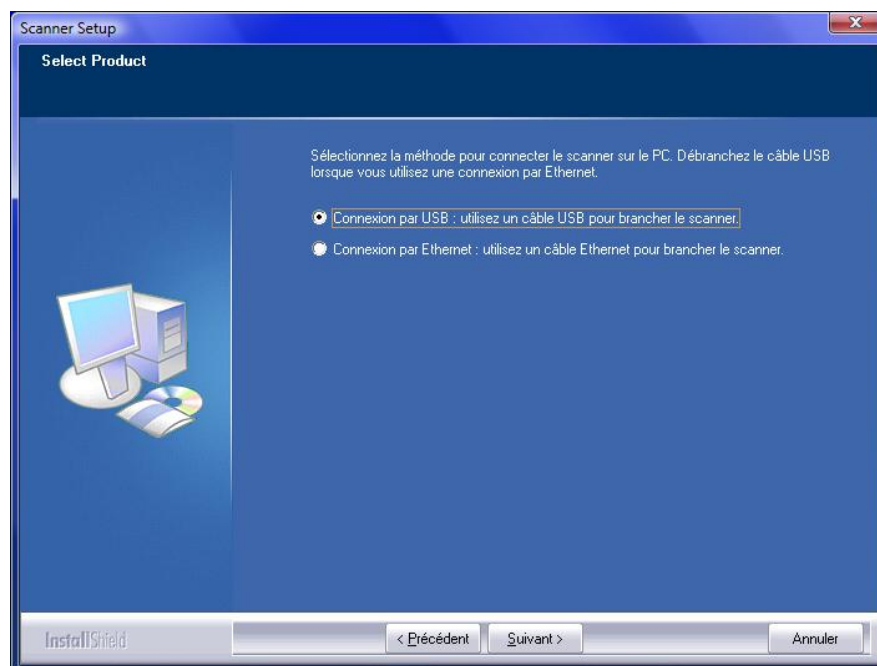 Scanner Setup
Select Product
Sélectionnez la méthode pour connecter le scanner sur le PC. Débranchez le câble USB
lorsque vous utilisez une connexion par Ethernet.
Connexion par USB : utilisez un câble USB pour brancher le scanner.
Connexion par Ethernet : utilisez un câble Ethernet pour brancher le scanner.
InstallShield
< Précédent
Suivant >
Annuler